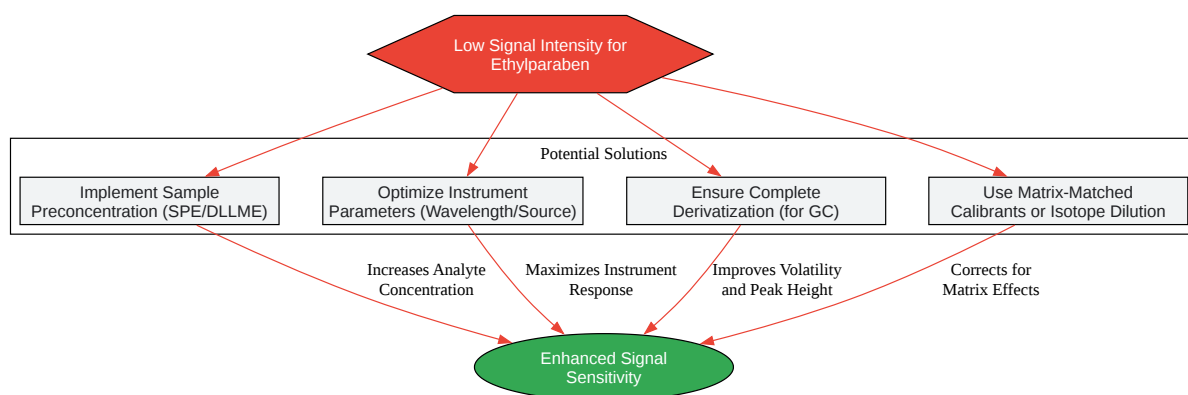 Low Signal Intensity for
Ethylparaben
Potential Solutions
Implement Sample
Preconcentration (SPE/DLLME)
Optimize Instrument
Parameters (Wavelength/Source)
Ensure Complete
Derivatization (for GC)
Use Matrix-Matched
Calibrants or Isotope Dilution
Increases Analyte
Concentration
Maximizes Instrument
Response
Improves Volatility
and Peak Height
Corrects for
Matrix Effects
Enhanced Signal
Sensitivity